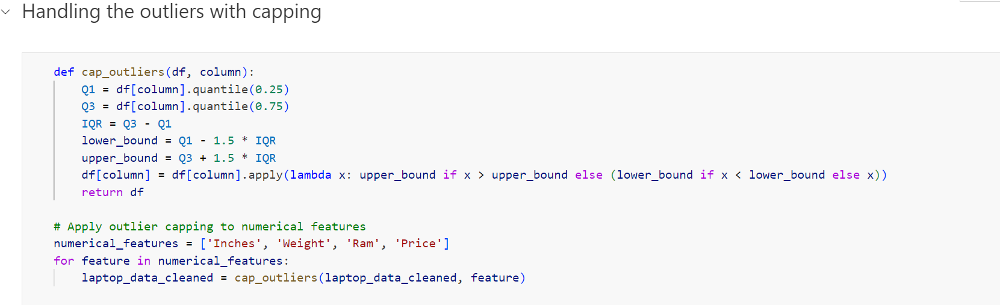 Handling the outliers with capping
def cap_outliers(df, column):
    Q1 = df[column].quantile(0.25)
    Q3 = df[column].quantile(0.75)
    IQR = Q3 - Q1
    lower_bound = Q1 - 1.5 * IQR
    upper_bound = Q3 + 1.5 * IQR
    df[column] = df[column].apply(lambda x: upper_bound if x > upper_bound else (lower_bound if x < lower_bound else x))
    return df
# Apply outlier capping to numerical features
numerical_features = ['Inches', 'Weight', 'Ram', 'Price']
for feature in numerical_features:
    laptop_data_cleaned = cap_outliers(laptop_data_cleaned, feature)